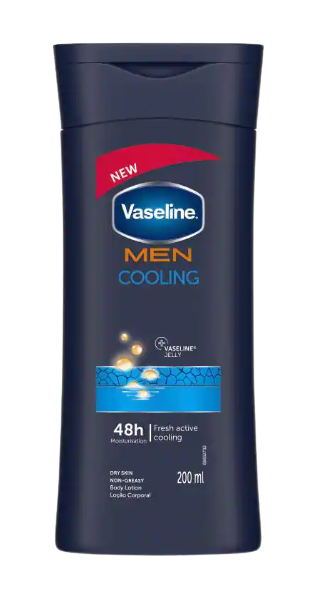 NEW
Vaseline.
MEN
COOLING
VASELINE®
JELLY
48h
Moisturisation
Fresh active
cooling
DRY SKIN
NON-GREASY
Body Lotion
Loção Corporal
200 ml